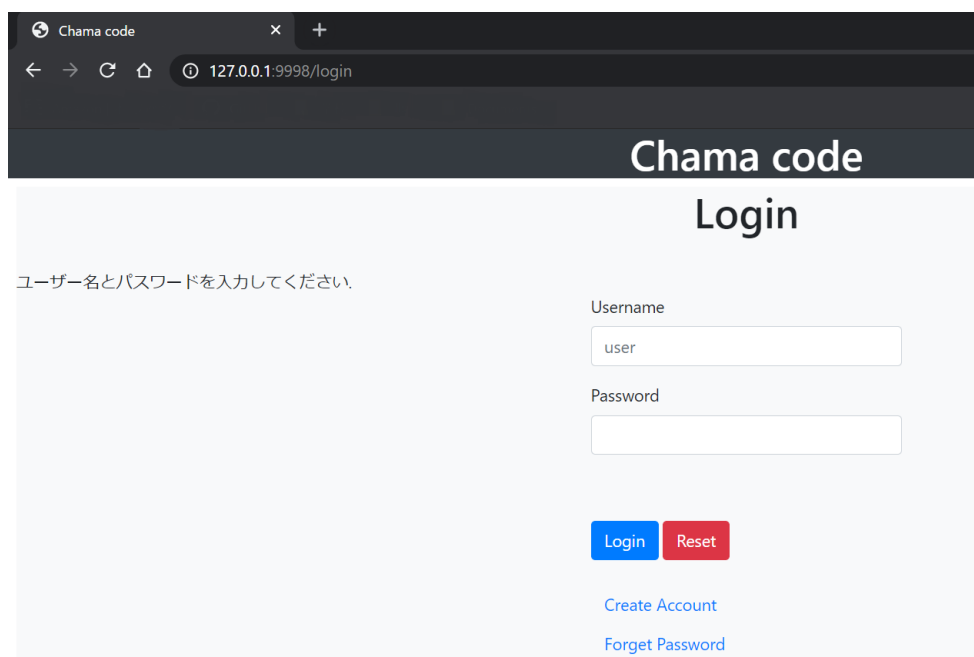 Chama code
127.0.0.1:9998/login
Chama code
Login
ユーザー名とパスワードを入力してください.
Username
user
Password
Login Reset
Create Account
Forget Password